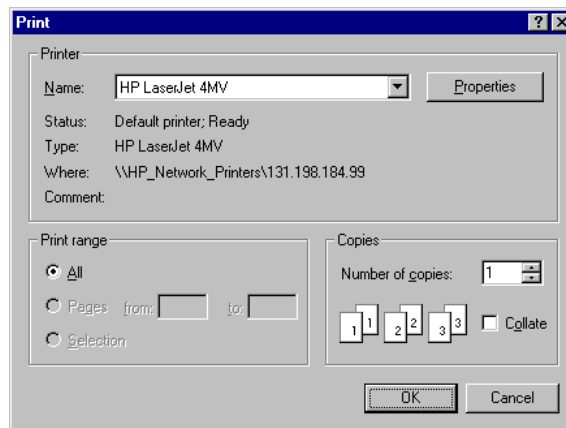 Print
Printer
Name: HP LaserJet 4MV Properties
Status: Default printer; Ready
Type: HP LaserJet 4MV
Where: \\HP_Network_Printers\131.198.184.99
Comment:
Print range
All
Pages from: to:
Selection
Copies
Number of copies: 1
1 1 2 2 3 3 Collate
OK Cancel